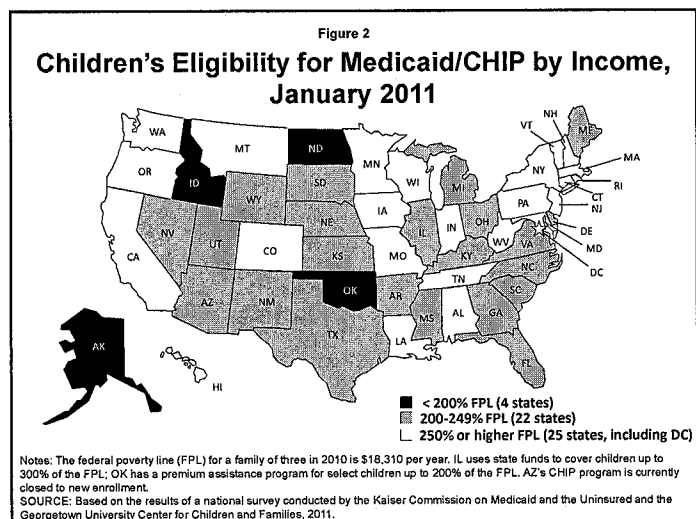 Figure 2
Children's Eligibility for Medicaid/CHIP by Income,
January 2011
WA
MT
ND
MN
VT
NH
ME
OR
ID
WY
SD
WI
MI
NY
MA
RI
CT
NJ
PA
NV
UT
CO
NE
IA
IL
IN
OH
WV
VA
DE
MD
DC
CA
KS
MO
KY
NC
AZ
NM
OK
AR
TN
SC
TX
LA
MS
AL
GA
FL
AK
HI
< 200% FPL (4 states)
200-249% FPL (22 states)
250% or higher FPL (25 states, including DC)
Notes: The federal poverty line (FPL) for a family of three in 2010 is $18,310 per year. IL uses state funds to cover children up to
300% of the FPL; OK has a premium assistance program for select children up to 200% of the FPL. AZ's CHIP program is currently
closed to new enrollment.
SOURCE: Based on the results of a national survey conducted by the Kaiser Commission on Medicaid and the Uninsured and the
Georgetown University Center for Children and Families, 2011.